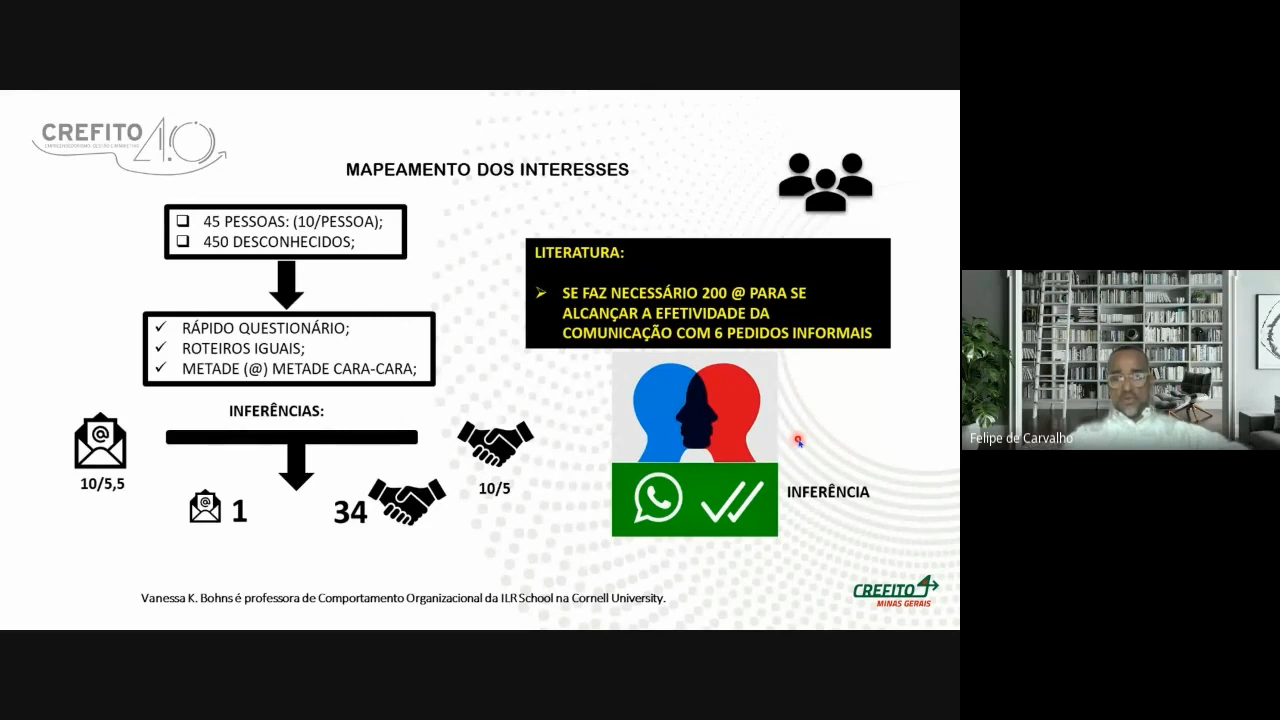 CREFITO 4.0
EMPREENDEDORISMO GESTÃO E MARKETING
MAPEAMENTO DOS INTERESSES
45 PESSOAS: (10/PESSOA);
450 DESCONHECIDOS;
RÁPIDO QUESTIONÁRIO;
ROTEIROS IGUAIS;
METADE (@) METADE CARA-CARA;
INFERÊNCIAS:
@
10/5,5
@
1
34
10/5
LITERATURA:
SE FAZ NECESSÁRIO 200 @ PARA SE
ALCANÇAR A EFETIVIDADE DA
COMUNICAÇÃO COM 6 PEDIDOS INFORMAIS
INFERÊNCIA
Vanessa K. Bohns é professora de Comportamento Organizacional da ILR School na Cornell University.
CREFITO 4
MINAS GERAIS
Felipe de Carvalho